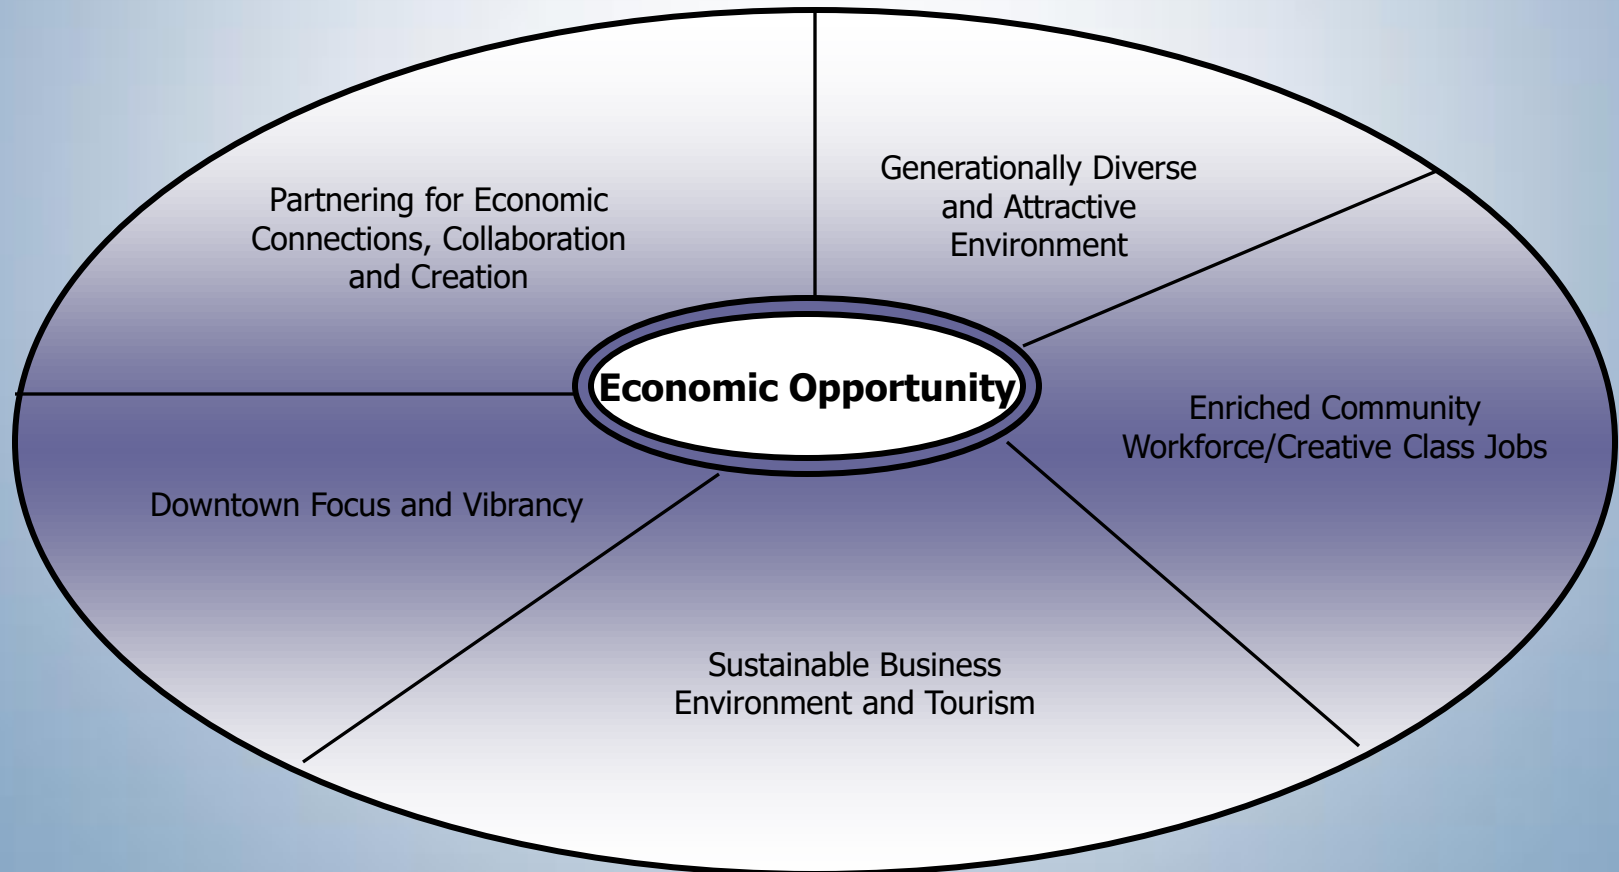 Partnering for Economic
Connections, Collaboration
and Creation
Generationally Diverse
and Attractive
Environment
Economic Opportunity
Enriched Community
Workforce/Creative Class Jobs
Downtown Focus and Vibrancy
Sustainable Business
Environment and Tourism